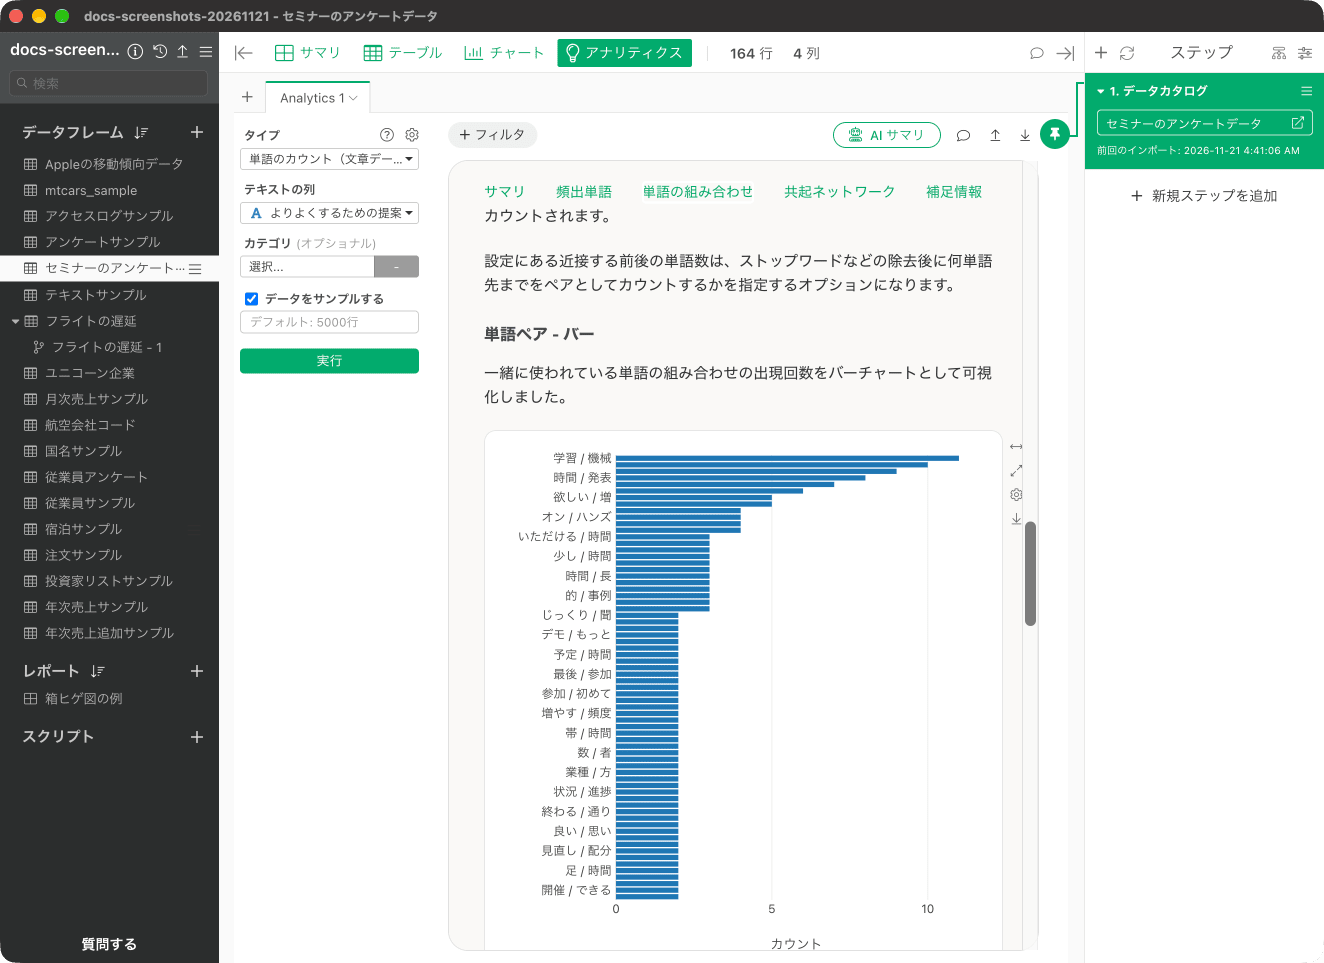 docs-screenshots-20261121 - セミナーのアンケートデータ
docs-screen...
検索
データフレーム
Appleの移動傾向データ
mtcars_sample
アクセスログサンプル
アンケートサンプル
セミナーのアンケート…
テキストサンプル
フライトの遅延
フライトの遅延 - 1
ユニコーン企業
月次売上サンプル
航空会社コード
国名サンプル
従業員アンケート
従業員サンプル
宿泊サンプル
注文サンプル
投資家リストサンプル
年次売上サンプル
年次売上追加サンプル
レポート
箱ヒゲ図の例
スクリプト
質問する
サマリ
テーブル
チャート
アナリティクス
164 行
4 列
Analytics 1
タイプ
単語のカウント（文章デー...
テキストの列
A よりよくするための提案
カテゴリ (オプショナル)
選択...
-
データをサンプルする
デフォルト: 5000行
実行
フィルタ
AI サマリ
サマリ
頻出単語
単語の組み合わせ
共起ネットワーク
補足情報
カウントされます。
設定にある近接する前後の単語数は、ストップワードなどの除去後に何単語
先までをペアとしてカウントするかを指定するオプションになります。
単語ペア - バー
一緒に使われている単語の組み合わせの出現回数をバーチャートとして可視
化しました。
学習 / 機械
時間 / 発表
欲しい / 増
オン / ハンズ
いただける / 時間
少し / 時間
時間 / 長
的 / 事例
じっくり / 聞
デモ / もっと
予定 / 時間
最後 / 参加
参加 / 初めて
増やす / 頻度
帯 / 時間
数 / 者
業種 / 方
状況 / 進捗
終わる / 通り
良い / 思い
見直し / 配分
足 / 時間
開催 / できる
0
5
10
カウント
ステップ
1. データカタログ
セミナーのアンケートデータ
前回のインポート: 2026-11-21 4:41:06 AM
新規ステップを追加